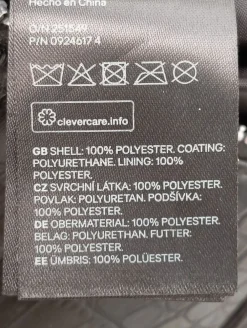 Hecho en China
O/N 251549
P/N 0924617 4
clevercare.info
GB SHELL: 100% POLYESTER. COATING:
POLYURETHANE. LINING: 100%
POLYESTER.
CZ SVRCHNÍ LÁTKA: 100% POLYESTER.
POVLAK: POLYURETAN. PODŠÍVKA:
100% POLYESTER.
DE OBERMATERIAL: 100% POLYESTER.
BELAG: POLYURETHAN. FUTTER:
100% POLYESTER.
EE ÜMBRIS: 100% POLÜESTER.